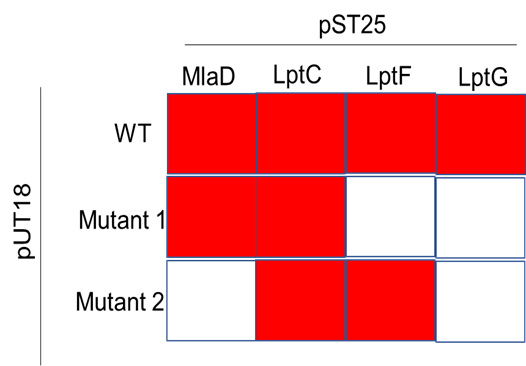 pST25
MlaD LptC LptF LptG
WT
Mutant 1
Mutant 2
pUT18